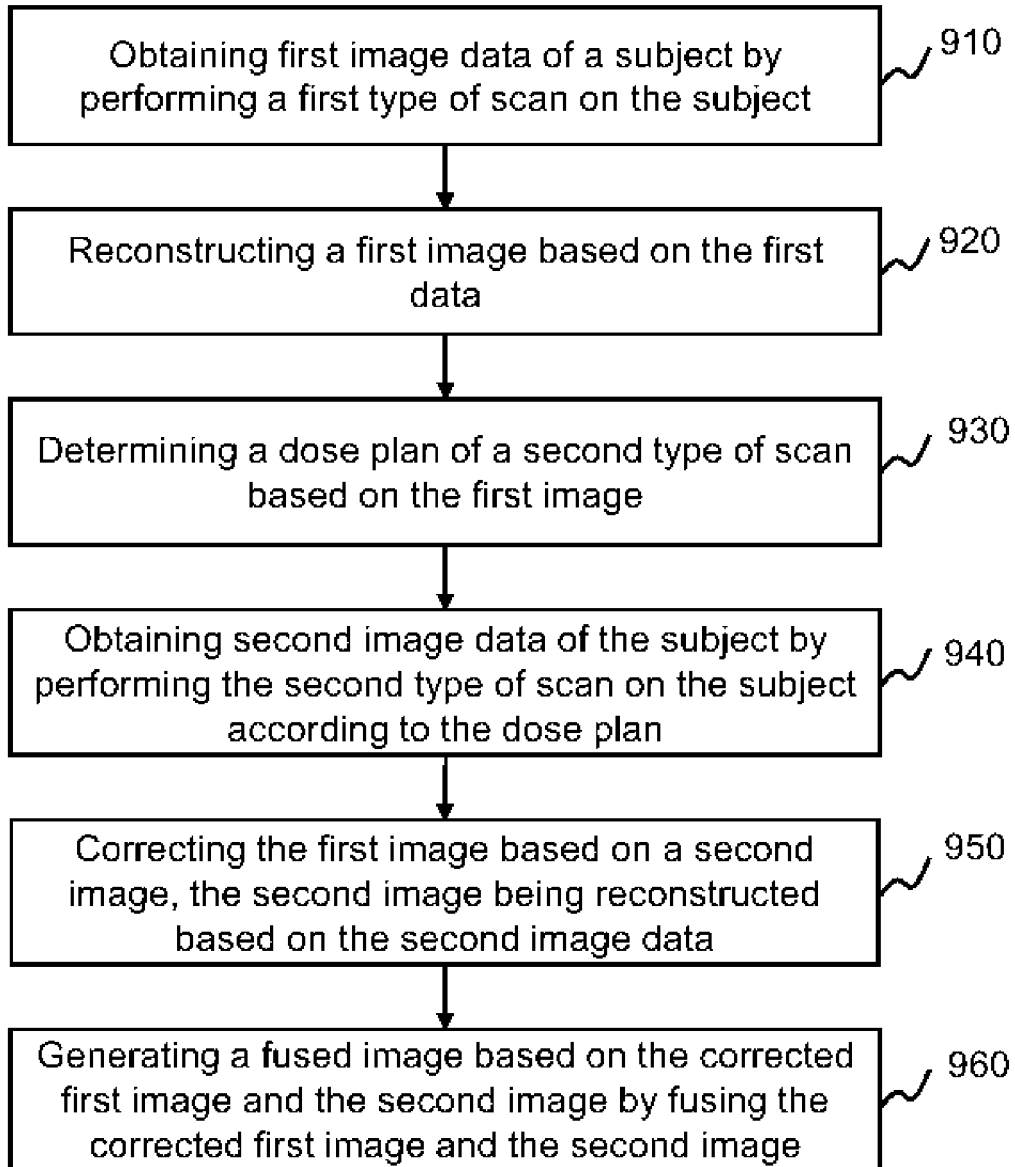 Obtaining first image data of a subject by
performing a first type of scan on the subject
910
Reconstructing a first image based on the first
data
920
Determining a dose plan of a second type of scan
based on the first image
930
Obtaining second image data of the subject by
performing the second type of scan on the subject
according to the dose plan
940
Correcting the first image based on a second
image, the second image being reconstructed
based on the second image data
950
Generating a fused image based on the corrected
first image and the second image by fusing the
corrected first image and the second image
960